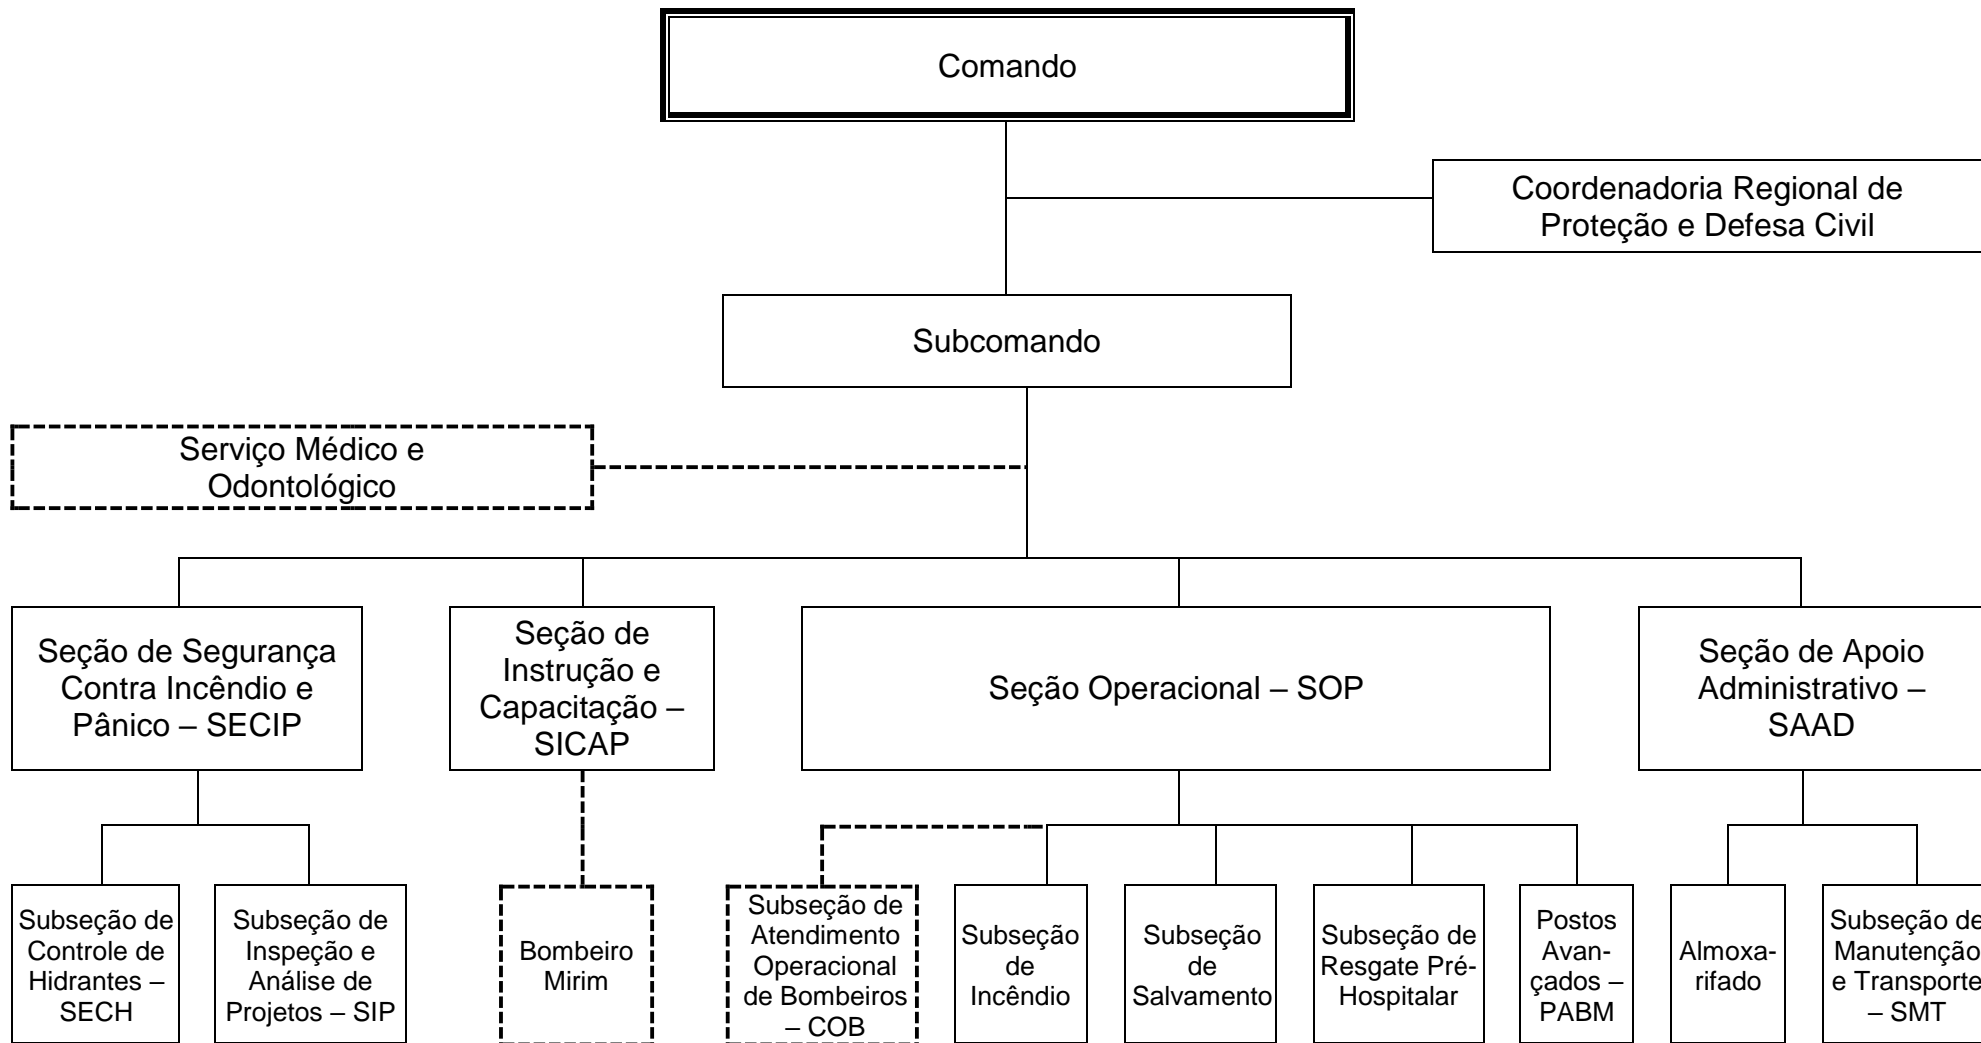 Comando
Coordenadoria Regional de
Proteção e Defesa Civil
Subcomando
Serviço Médico e
Odontológico
Seção de Segurança
Contra Incêndio e
Pânico – SECIP
Seção de
Instrução e
Capacitação –
SICAP
Seção Operacional – SOP
Seção de Apoio
Administrativo –
SAAD
Subseção de
Controle de
Hidrantes –
SECH
Subseção de
Inspeção e
Análise de
Projetos – SIP
Bombeiro
Mirim
Subseção de
Atendimento
Operacional
de Bombeiros
– COB
Subseção
de
Incêndio
Subseção
de
Salvamento
Subseção de
Resgate Pré-
Hospitalar
Postos
Avan-
çados –
PABM
Almoxa-
rifado
Subseção de
Manutenção
e Transporte
– SMT